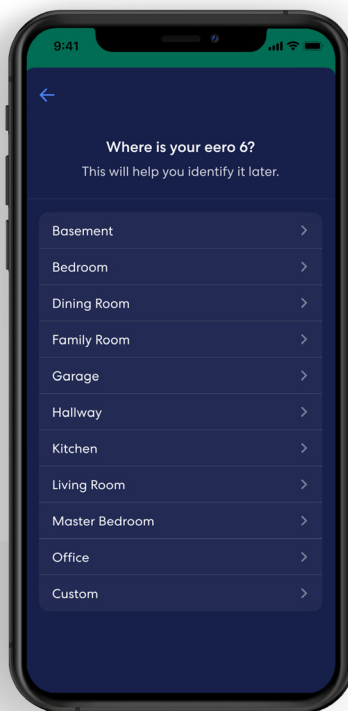 9:41
Where is your eero 6?
This will help you identify it later.
Basement
Bedroom
Dining Room
Family Room
Garage
Hallway
Kitchen
Living Room
Master Bedroom
Office
Custom